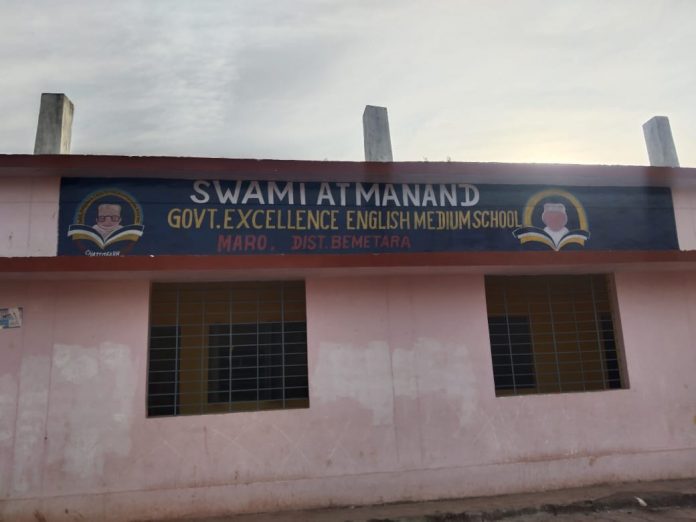 SWAMI ATMANAND
GOVT. EXCELLENCE ENGLISH MEDIUM SCHOOL
MARO. DIST. BEMETARA